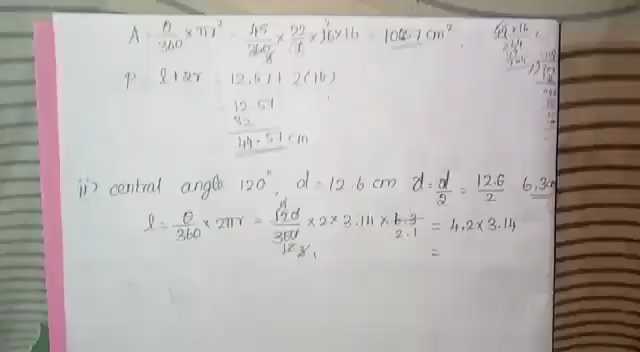 A = θ/360 × πr² = 45/360 × 22/7 × 16 × 16 = cm²
P = l + 2r = 12.57 + 2(16)
= 12.57
32
44.57 cm
ii) central angle 120°, d = 12.6 cm = d/2 = 12.6/2 6.3
l = θ/360 × 2πr = 120/360 × 2 × 3.14 × 6.3 = 4.2 × 3.14
2.1
=